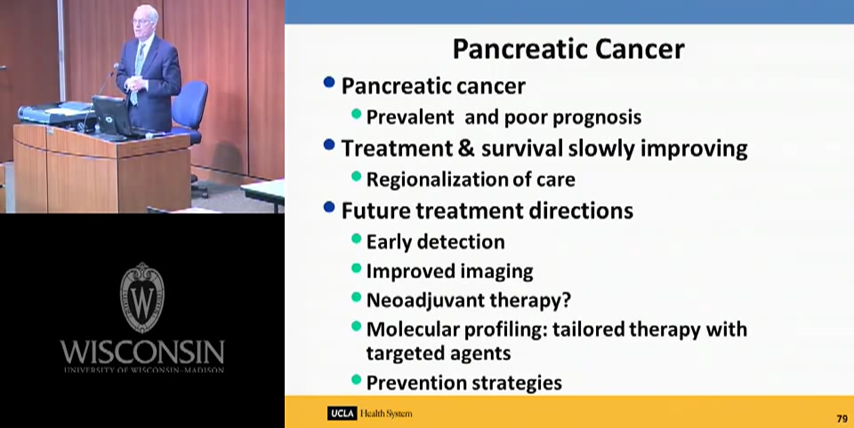 Pancreatic Cancer
Pancreatic cancer
Prevalent and poor prognosis
Treatment & survival slowly improving
Regionalization of care
Future treatment directions
Early detection
Improved imaging
Neoadjuvant therapy?
Molecular profiling: tailored therapy with
targeted agents
Prevention strategies
W
WISCONSIN
UNIVERSITY OF WISCONSIN–MADISON
UCLA Health System
79